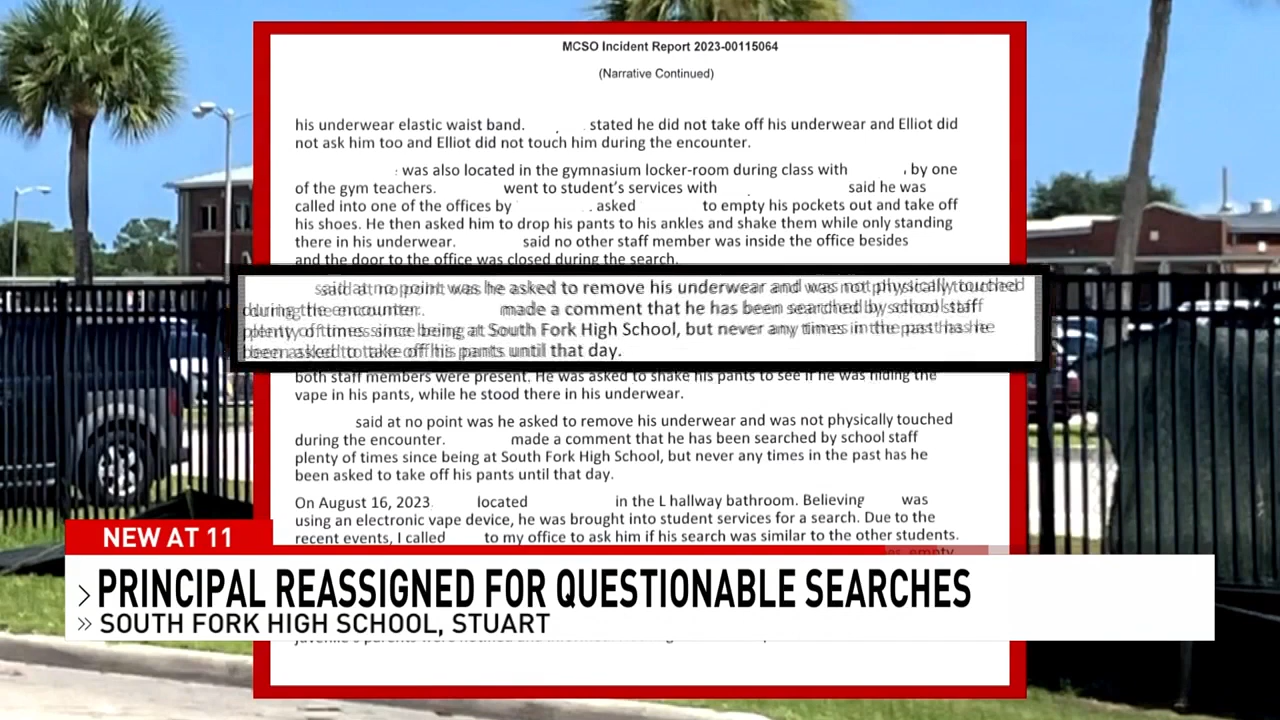 MCSO Incident Report 2023-00115064
(Narrative Continued)
his underwear elastic waist band. stated he did not take off his underwear and Elliot did
not ask him too and Elliot did not touch him during the encounter.
: was also located in the gymnasium locker-room during class with , by one
of the gym teachers. went to student's services with said he was
called into one of the offices by . asked to empty his pockets out and take off
his shoes. He then asked him to drop his pants to his ankles and shake them while only standing
there in his underwear. said no other staff member was inside the office besides
and the door to the office was closed during the search.
said at no point was he asked to remove his underwear and was not physically touched
during the encounter. made a comment that he has been searched by school staff
plenty of times since being at South Fork High School, but never any times in the past has he
been asked to take off his pants until that day.
both staff members were present. He was asked to shake his pants to see if he was hiding the
vape in his pants, while he stood there in his underwear.
said at no point was he asked to remove his underwear and was not physically touched
during the encounter. made a comment that he has been searched by school staff
plenty of times since being at South Fork High School, but never any times in the past has he
been asked to take off his pants until that day.
On August 16, 2023 located in the L hallway bathroom. Believing was
using an electronic vape device, he was brought into student services for a search. Due to the
recent events, I called to my office to ask him if his search was similar to the other students.
NEW AT 11
> PRINCIPAL REASSIGNED FOR QUESTIONABLE SEARCHES
» SOUTH FORK HIGH SCHOOL, STUART